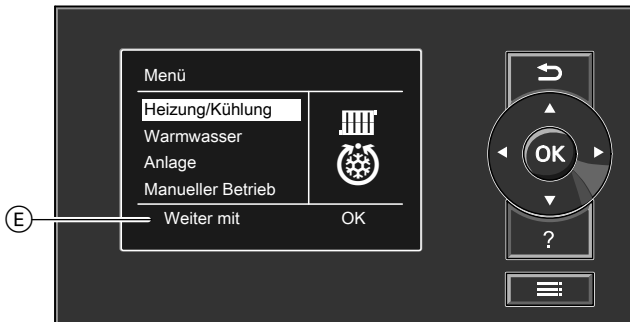 Menü
Heizung/Kühlung
Warmwasser
Anlage
Manueller Betrieb
Weiter mit OK
E
OK
?